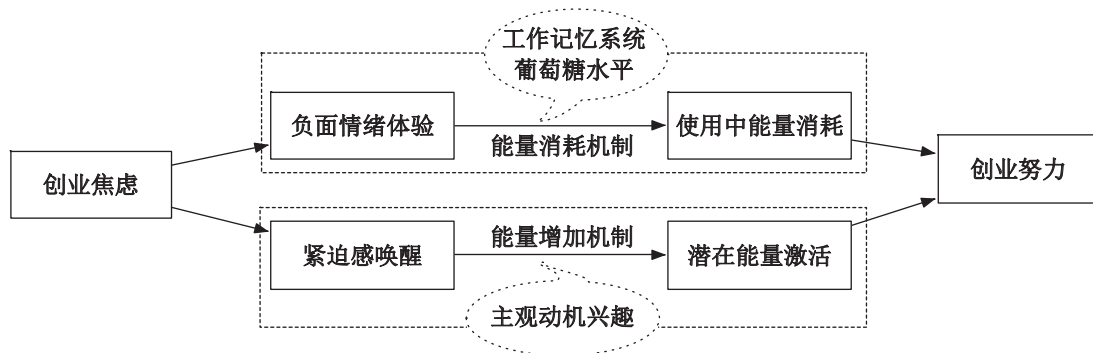 工作记忆系统
葡萄糖水平
负面情绪体验
能量消耗机制
使用中能量消耗
创业焦虑
创业努力
紧迫感唤醒
能量增加机制
潜在能量激活
主观动机兴趣